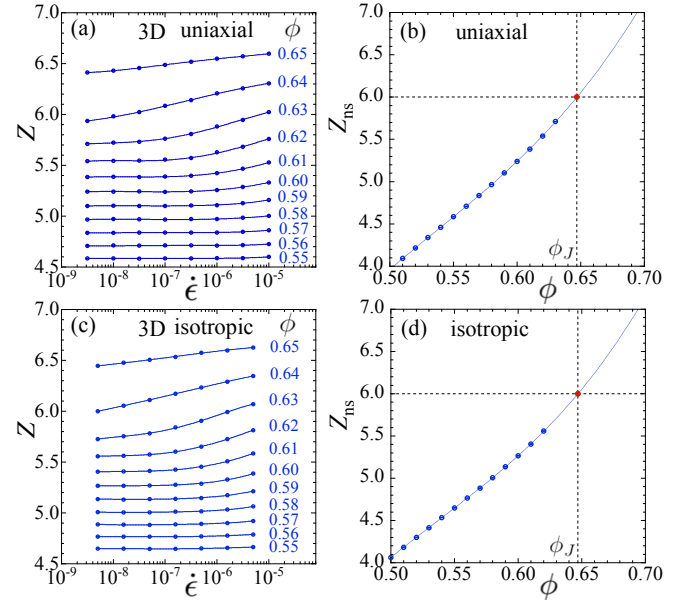 (a) 3D uniaxial ϕ
0.65
0.64
0.63
0.62
0.61
0.60
0.59
0.58
0.57
0.56
0.55
Z
7.0
6.5
6.0
5.5
5.0
4.5
10⁻⁹ 10⁻⁸ 10⁻⁷ 10⁻⁶ 10⁻⁵ 10⁻⁴
ε̇
(b) uniaxial
Z_ns
7.0
6.5
6.0
5.5
5.0
4.5
4.0
ϕ_J
0.50 0.55 0.60 0.65 0.70
ϕ
(c) 3D isotropic ϕ
0.65
0.64
0.63
0.62
0.61
0.60
0.59
0.58
0.57
0.56
0.55
Z
7.0
6.5
6.0
5.5
5.0
4.5
10⁻⁹ 10⁻⁸ 10⁻⁷ 10⁻⁶ 10⁻⁵ 10⁻⁴
ε̇
(d) isotropic
Z_ns
7.0
6.5
6.0
5.5
5.0
4.5
4.0
ϕ_J
0.50 0.55 0.60 0.65 0.70
ϕ